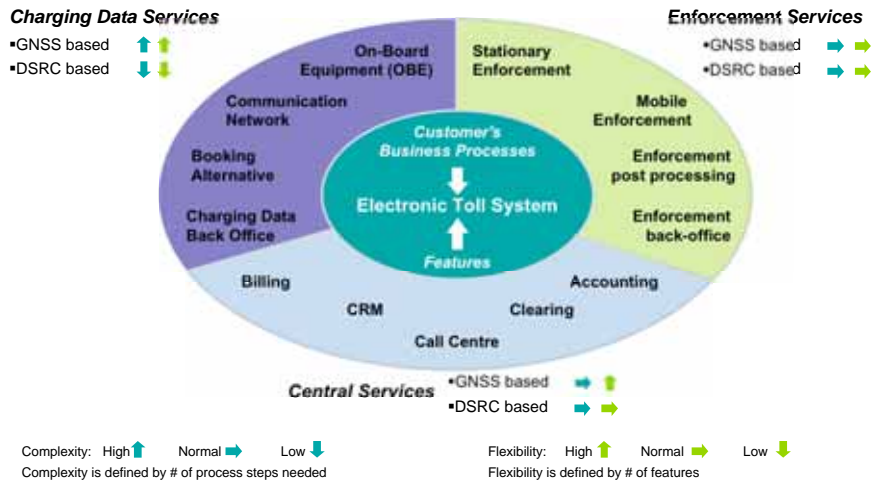 Charging Data Services
▪GNSS based
▪DSRC based
Enforcement Services
•GNSS based
•DSRC based
On-Board
Equipment (OBE)
Communication
Network
Booking
Alternative
Charging Data
Back Office
Stationary
Enforcement
Mobile
Enforcement
Enforcement
post processing
Enforcement
back-office
Customer's
Business Processes
Electronic Toll System
Features
Billing
CRM
Call Centre
Clearing
Accounting
Central Services
▪GNSS based
▪DSRC based
Complexity: High Normal Low
Complexity is defined by # of process steps needed
Flexibility: High Normal Low
Flexibility is defined by # of features